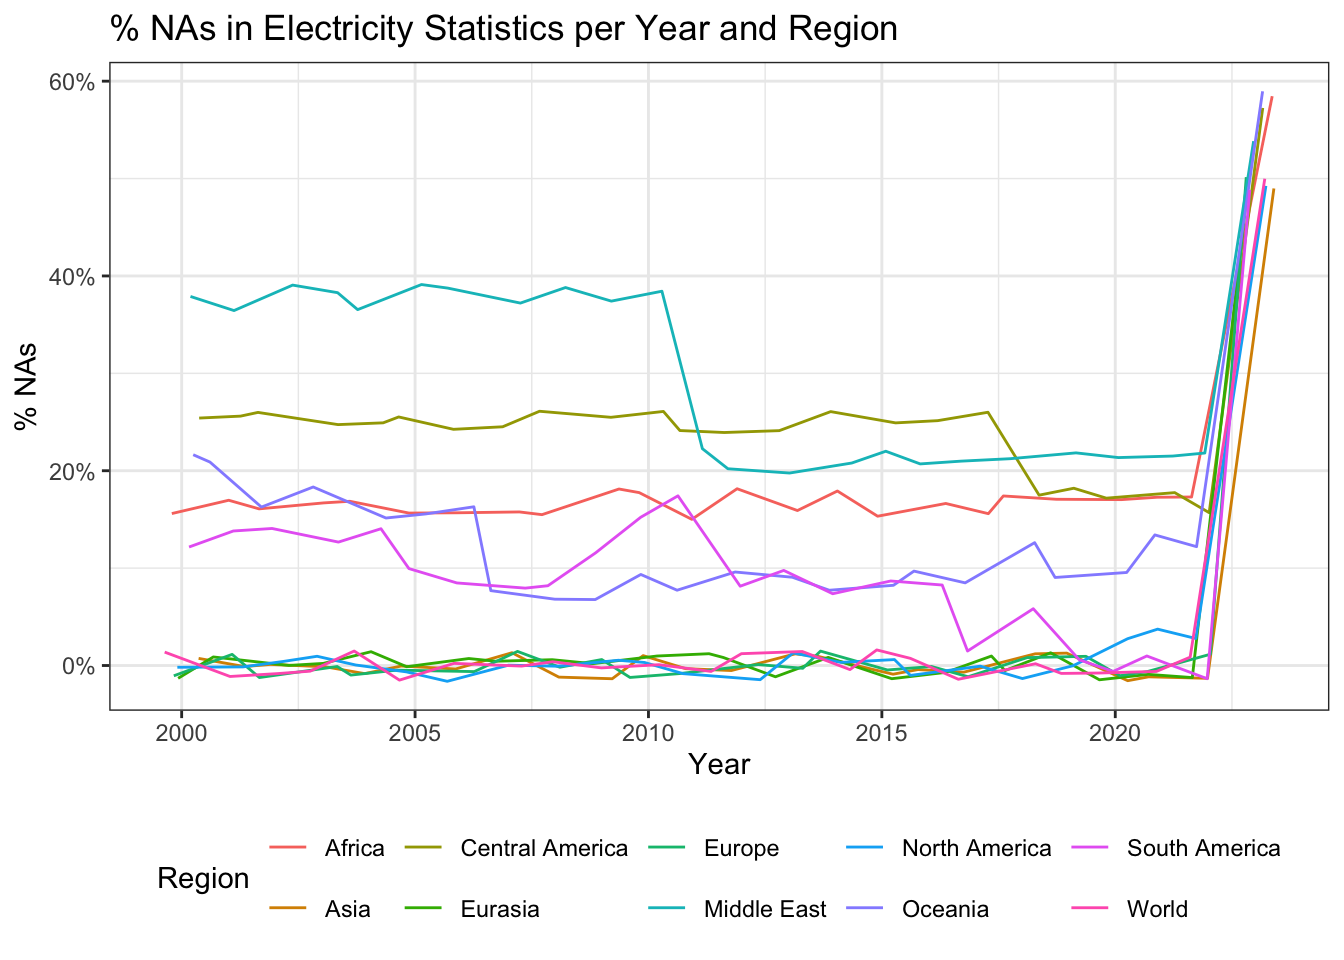 % NAs in Electricity Statistics per Year and Region
60%
40%
20%
0%
% NAs
2000 2005 2010 2015 2020
Year
Region
Africa Central America Europe North America South America
Asia Eurasia Middle East Oceania World